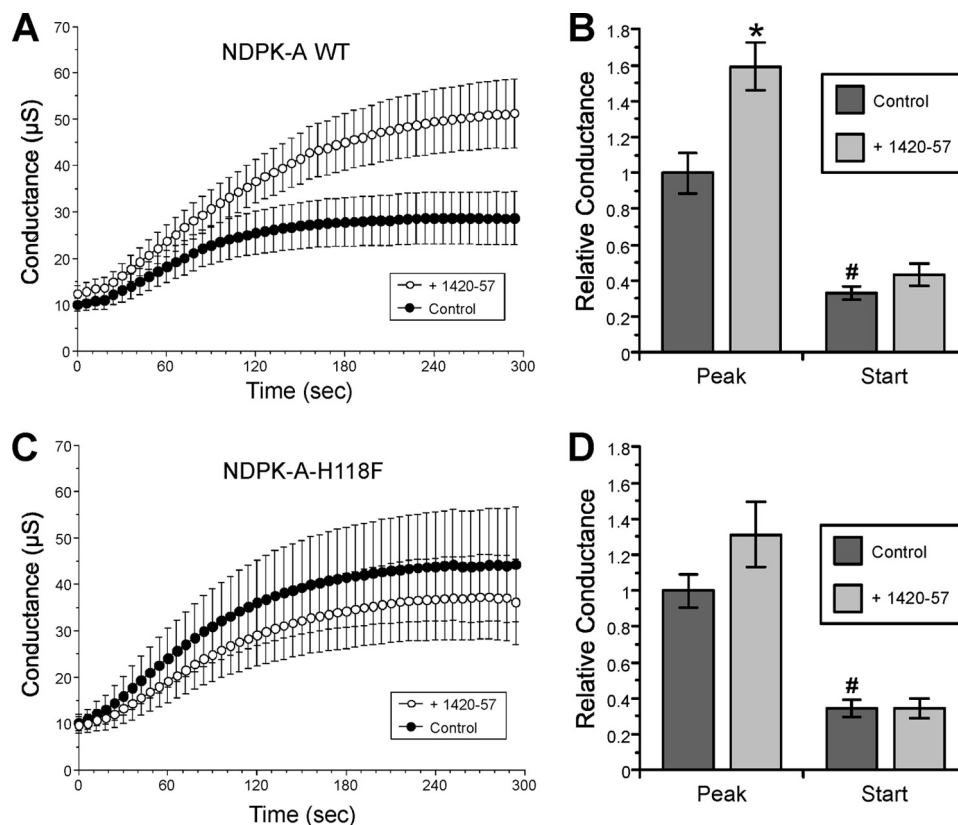 A
NDPK-A WT
Conductance (µS)
70
60
50
40
30
20
10
0
0 60 120 180 240 300
Time (sec)
+ 1420-57
Control
B
Relative Conductance
1.8
1.6
1.4
1.2
1
0.8
0.6
0.4
0.2
0
*
#
Peak Start
Control
+ 1420-57
C
NDPK-A-H118F
Conductance (µS)
70
60
50
40
30
20
10
0
0 60 120 180 240 300
Time (sec)
+ 1420-57
Control
D
Relative Conductance
1.8
1.6
1.4
1.2
1
0.8
0.6
0.4
0.2
0
#
Peak Start
Control
+ 1420-57